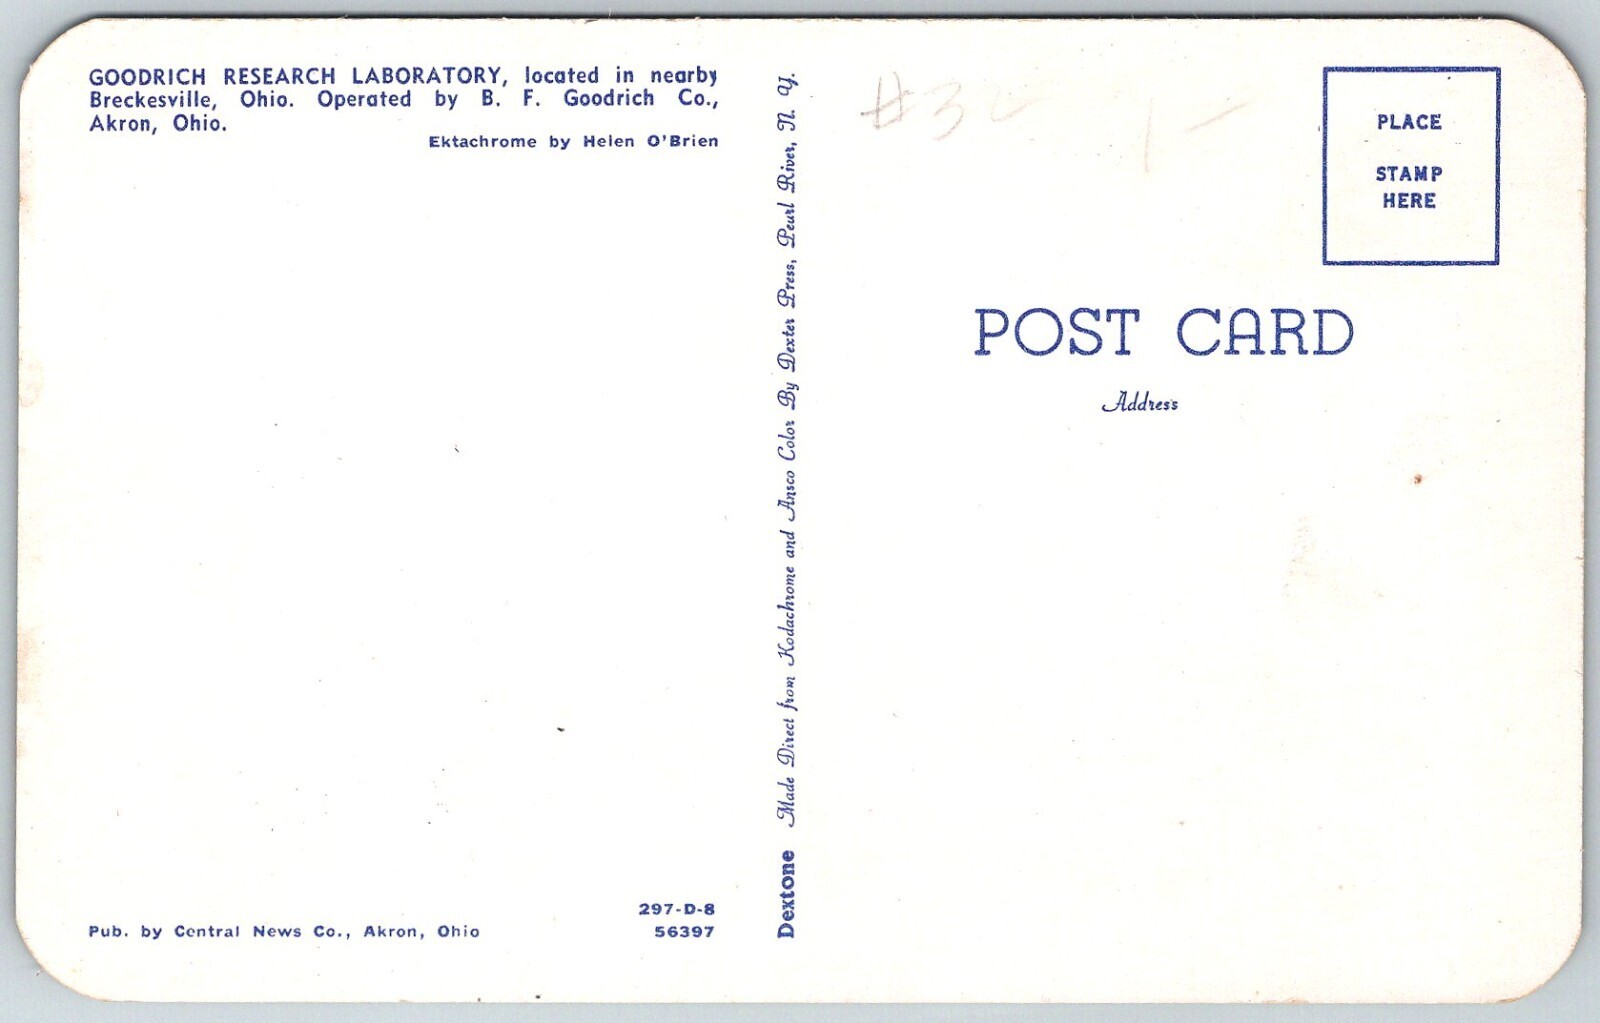 GOODRICH RESEARCH LABORATORY, located in nearby
Breckesville, Ohio. Operated by B. F. Goodrich Co.,
Akron, Ohio.
Ektachrome by Helen O'Brien
297-D-8
Pub. by Central News Co., Akron, Ohio
56397
Dextone Made Direct from Kodachrome and Ansco Color By Dexter Press, Pearl River, N. Y.
#32 1-
PLACE
STAMP
HERE
POST CARD
Address